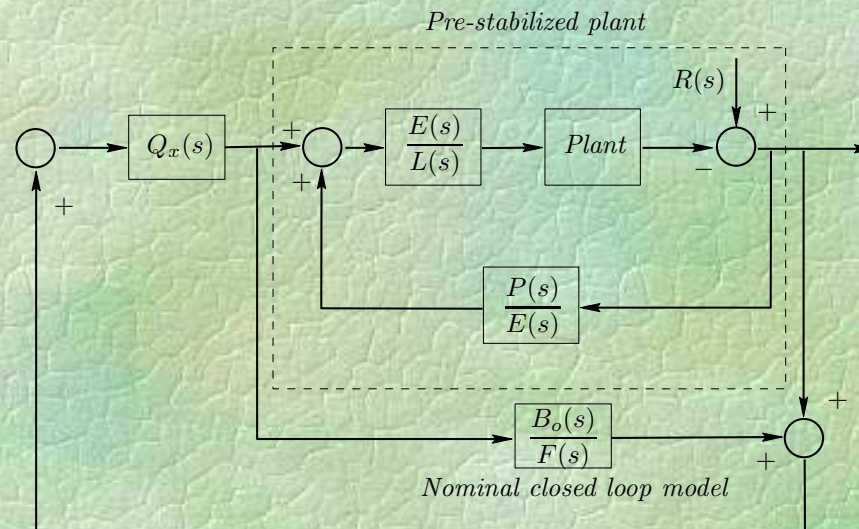 Pre-stabilized plant
R(s)
+
Q_x(s)
+
E(s)
L(s)
Plant
−
+
+
P(s)
E(s)
+
B_o(s)
F(s)
+
Nominal closed loop model